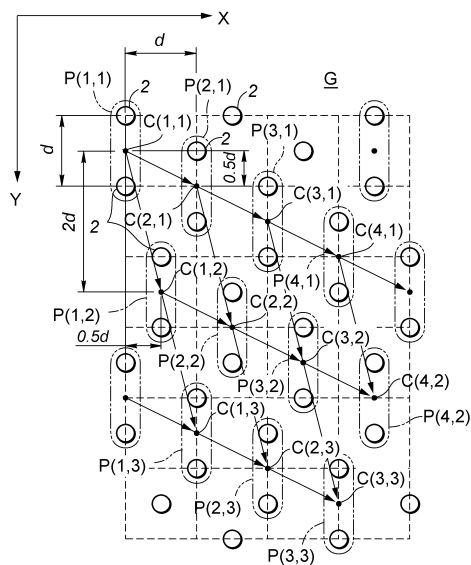 X
d
P(1,1)
2
P(2,1)
2
G
C(1,1)
2
P(3,1)
d
0.5d
Y
2d
2
C(2,1)
C(3,1)
C(4,1)
C(1,2)
P(4,1)
P(1,2)
C(2,2)
0.5d
P(2,2)
C(3,2)
P(3,2)
C(4,2)
C(1,3)
P(4,2)
P(1,3)
C(2,3)
P(2,3)
C(3,3)
P(3,3)